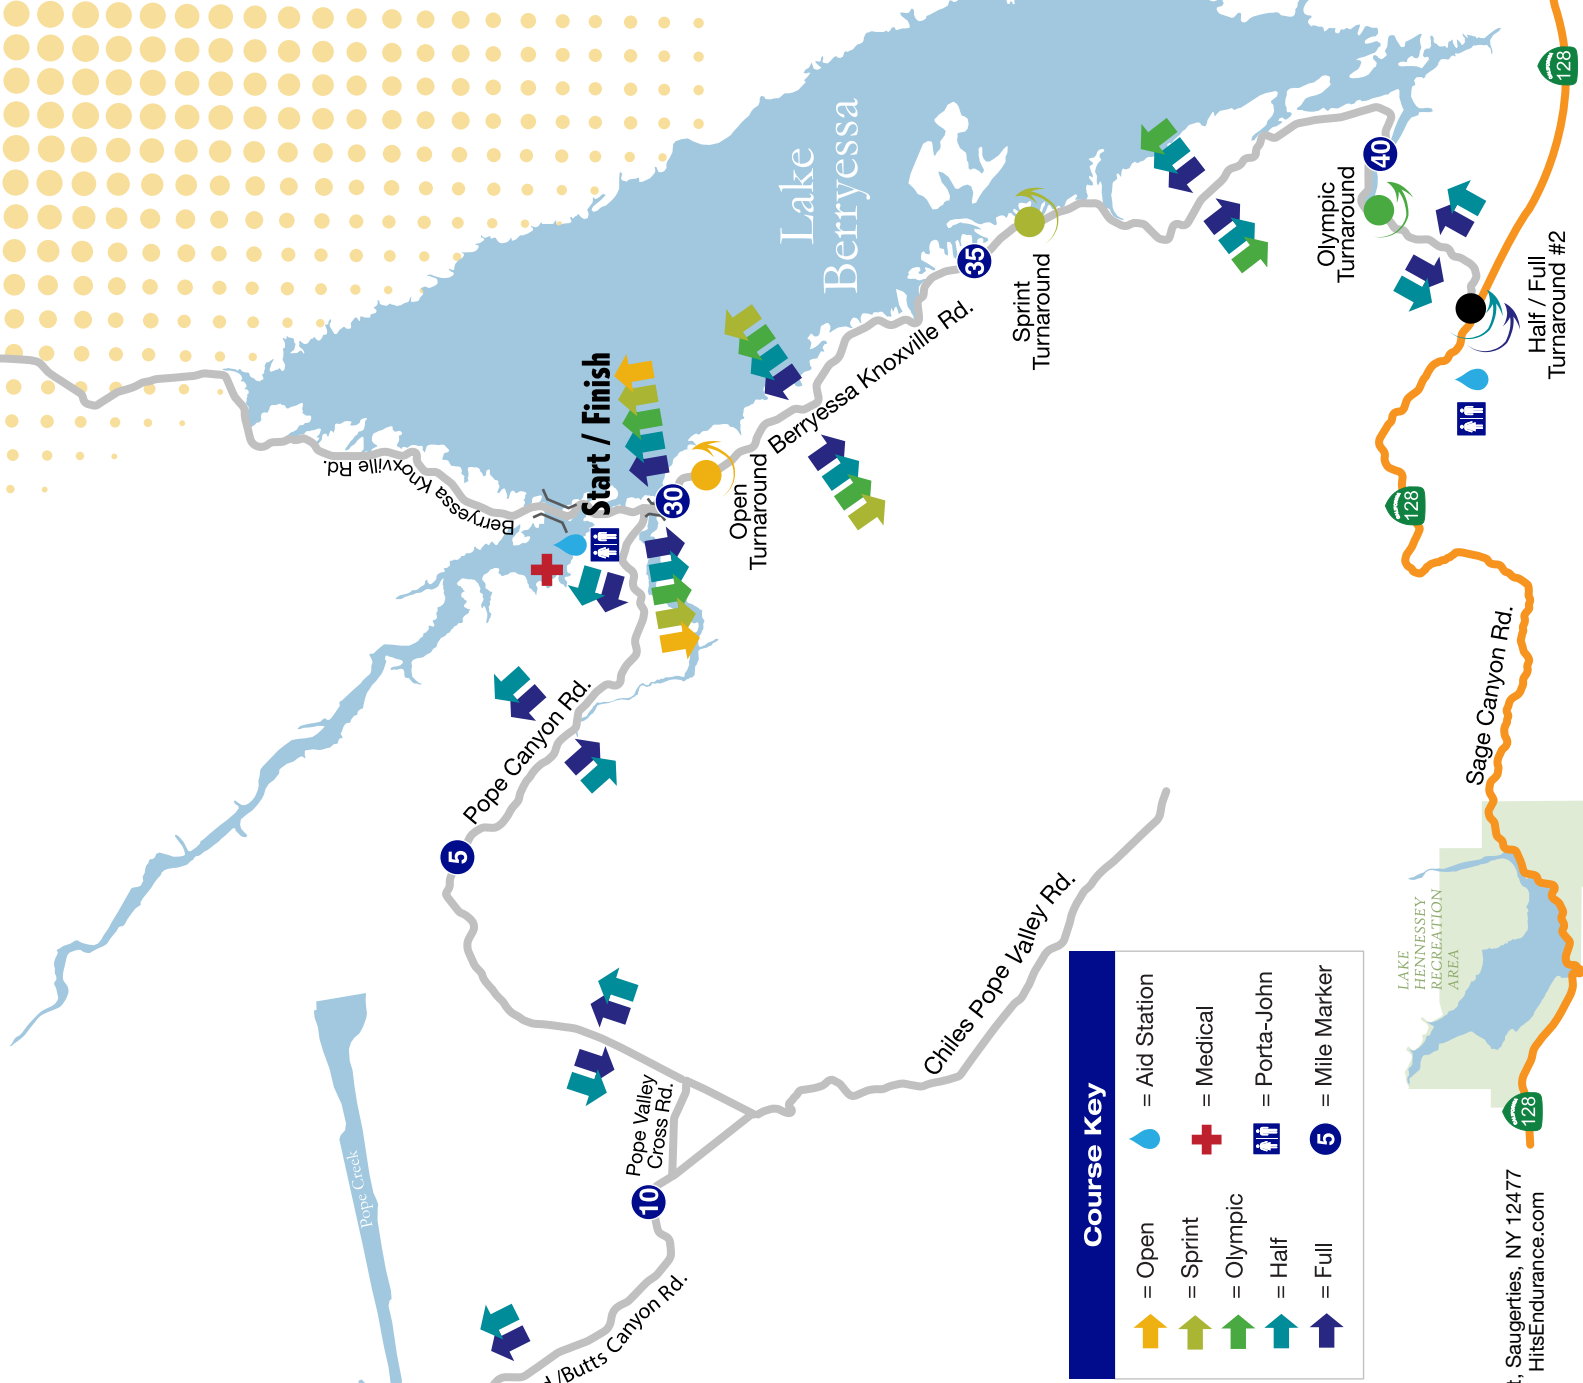 Lake
Berryessa
Start / Finish
Berryessa Knoxville Rd.
Berryessa Knoxville Rd.
30
Open
Turnaround
35
Sprint
Turnaround
40
Olympic
Turnaround
Half / Full
Turnaround #2
128
128
128
Sage Canyon Rd.
LAKE
HENNESSEY
RECREATION
AREA
Pope Canyon Rd.
5
Pope Valley
Cross Rd.
10
/Butts Canyon Rd.
Chiles Pope Valley Rd.
Pope Creek
Course Key
= Open
= Sprint
= Olympic
= Half
= Full
= Aid Station
= Medical
= Porta-John
5 = Mile Marker
, Saugerties, NY 12477
HitsEndurance.com